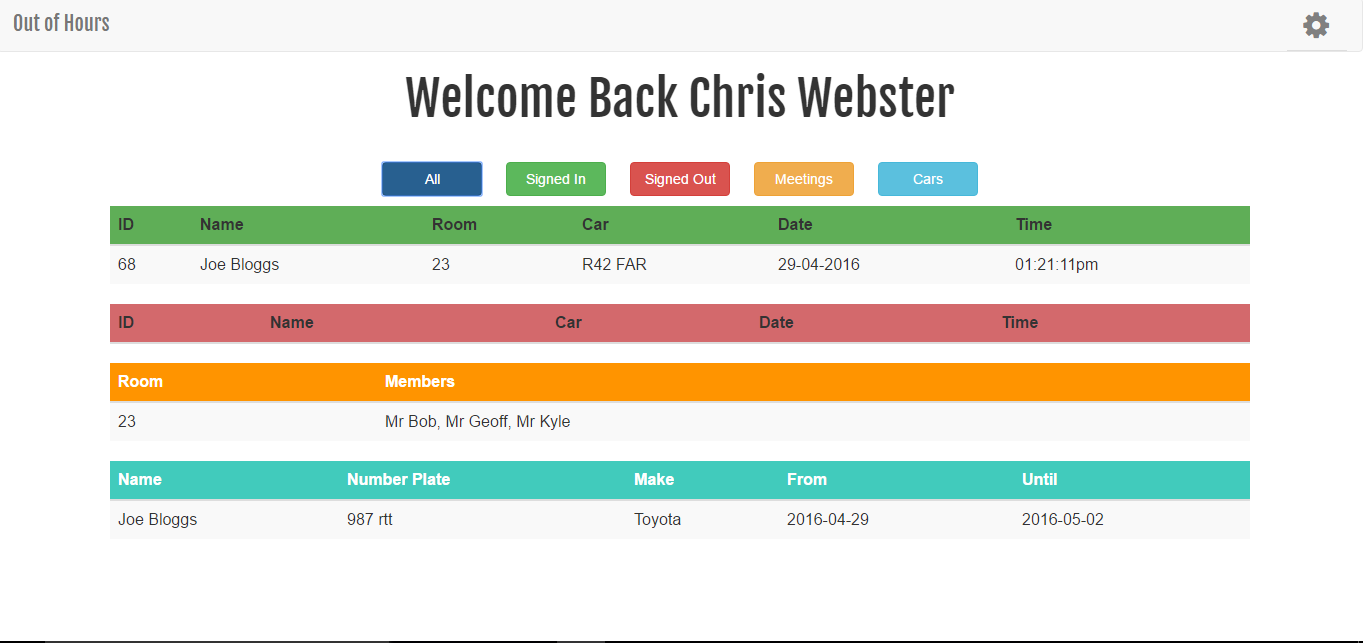 Out of Hours
Welcome Back Chris Webster
All Signed In Signed Out Meetings Cars
ID Name Room Car Date Time
68 Joe Bloggs 23 R42 FAR 29-04-2016 01:21:11pm
ID Name Car Date Time
Room Members
23 Mr Bob, Mr Geoff, Mr Kyle
Name Number Plate Make From Until
Joe Bloggs 987 rtt Toyota 2016-04-29 2016-05-02